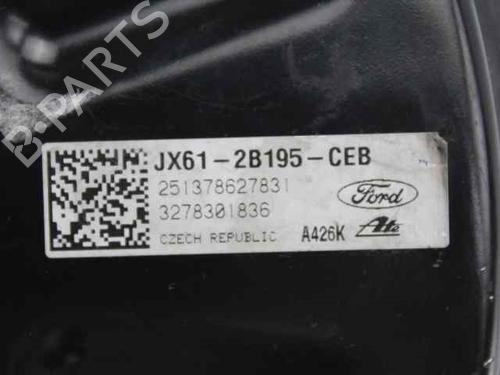 JX61-2B195-CEB
251378627831
3278301836
CZECH REPUBLIC
A426K
Ford
Ate
B-PARTS